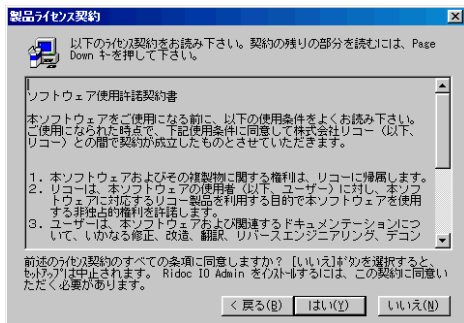 製品ライセンス契約
以下のライセンス契約をお読み下さい。契約の残りの部分を読むには、Page
Down キーを押して下さい。
ソフトウェア使用許諾契約書
本ソフトウェアをご使用になる前に、以下の使用条件をよくお読み下さい。
ご使用になられた時点で、下記使用条件に同意して株式会社リコー（以下、
リコー）との間で契約が成立したものとさせていただきます。
1. 本ソフトウェアおよびその複製物に関する権利は、リコーに帰属します。
2. リコーは、本ソフトウェアの使用者（以下、ユーザー）に対し、本ソフ
トウェアに対応するリコー製品を利用する目的で本ソフトウェアを使用
する非独占的権利を許諾します。
3. ユーザーは、本ソフトウェアおよび関連するドキュメンテーションにつ
いて、いかなる修正、改造、翻訳、リバースエンジニアリング、デコン
前述のライセンス契約のすべての条項に同意しますか? [いいえ]ボタンを選択すると、
セットアップは中止されます。 Ridoc IO Admin をインストールするには、この契約に同意い
ただく必要があります。
< 戻る(B) はい(Y) いいえ(N)